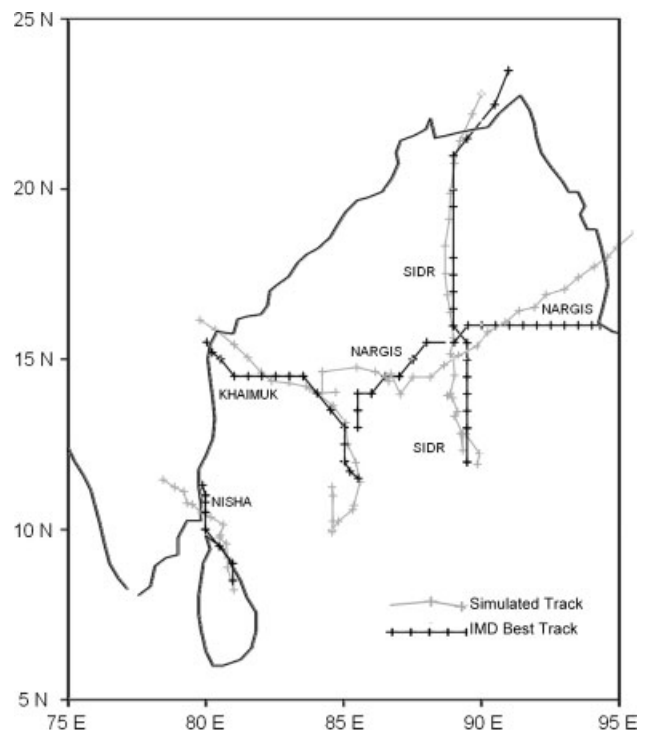 25 N
20 N
SIDR
NARGIS
15 N
NARGIS
KHAIMUK
SIDR
NISHA
10 N
Simulated Track
IMD Best Track
5 N
75 E
80 E
85 E
90 E
95 E